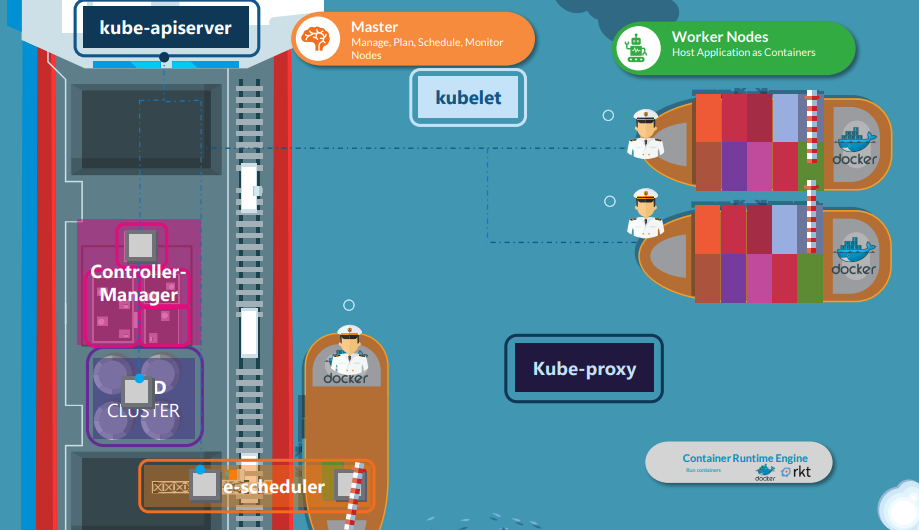 kube-apiserver
Master
Manage, Plan, Schedule, Monitor
Nodes
Worker Nodes
Host Application as Containers
kubelet
docker
docker
Controller-
Manager
docker
Kube-proxy
D
CLUSTER
e-scheduler
Container Runtime Engine
Run containers
docker
rkt